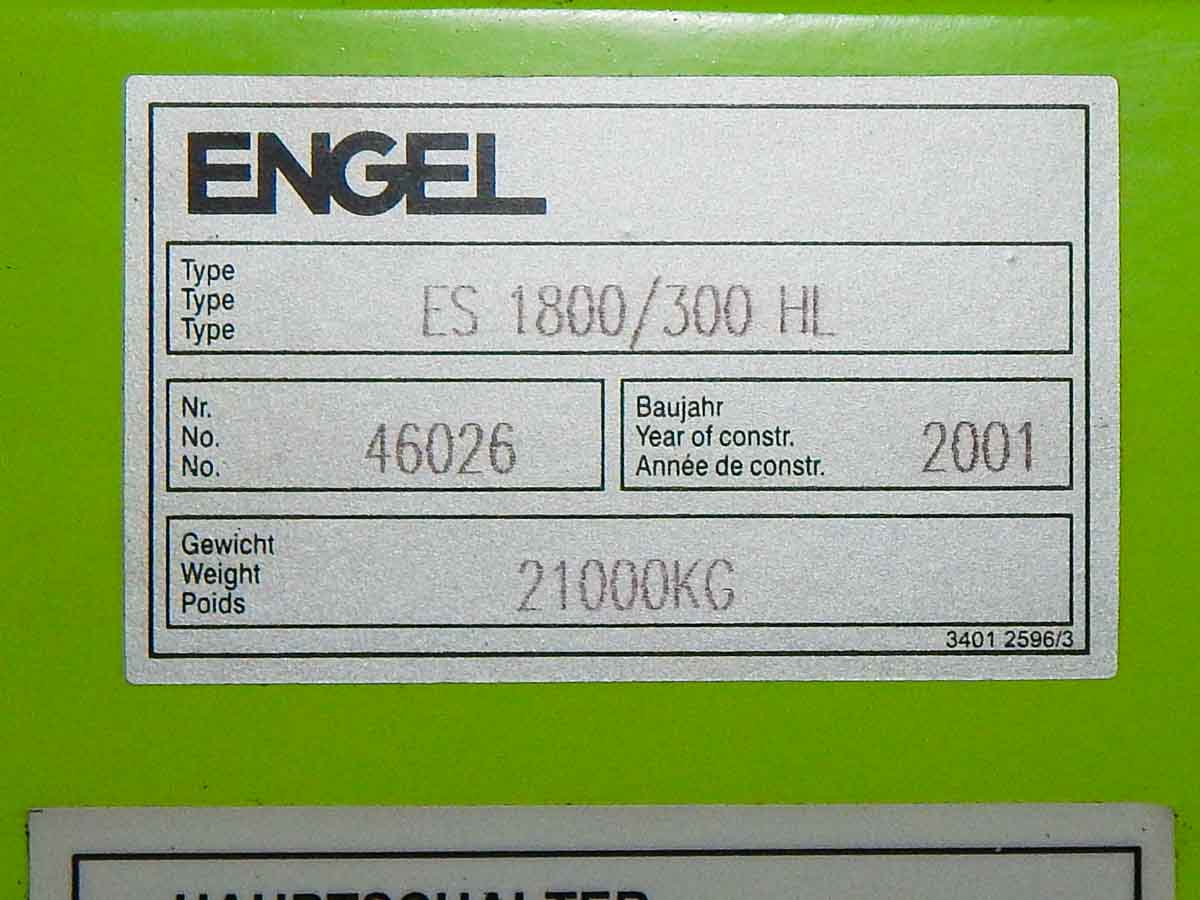 ENGEL
Type
Type
Type
ES 1800/300 HL
Nr.
No.
No.
46026
Baujahr
Year of constr.
Année de constr.
2001
Gewicht
Weight
Poids
21000KG
3401 2596/3
HAUPTSCHALTER